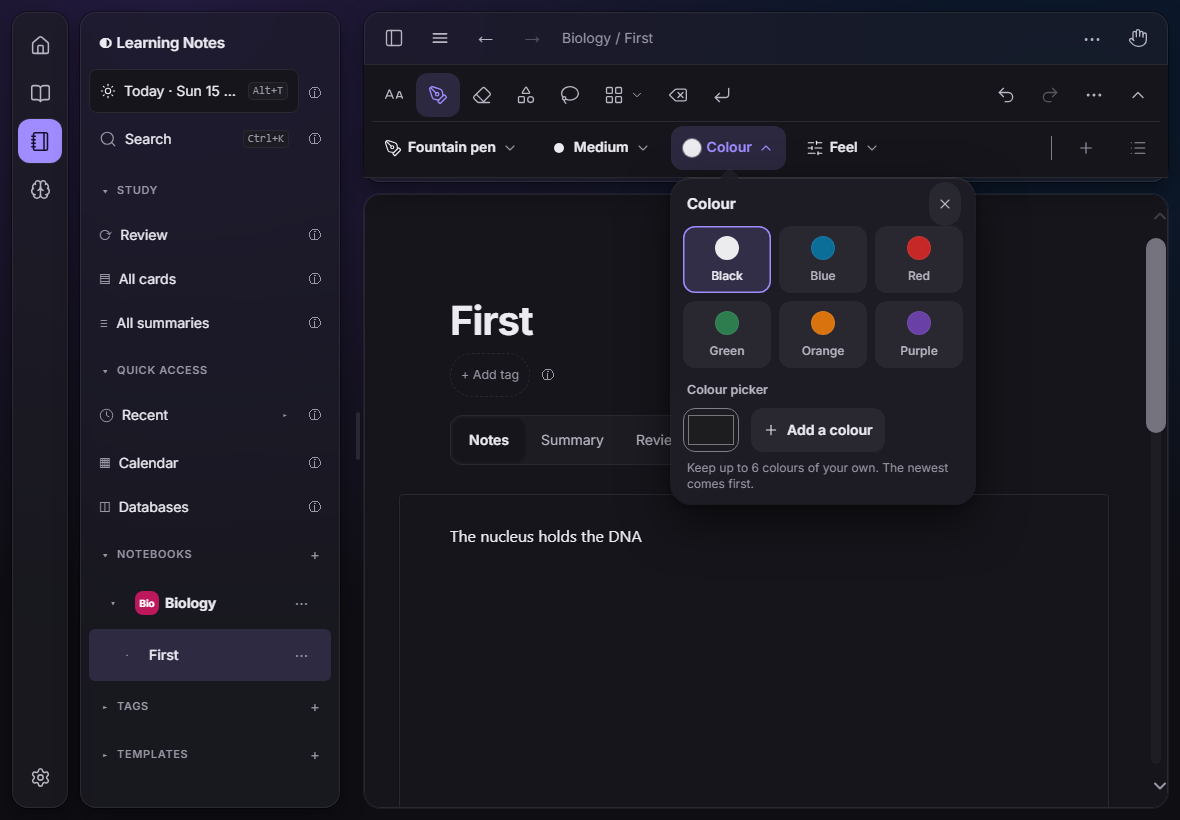 Learning Notes
Today · Sun 15 ... Alt+T
Search Ctrl+K
STUDY
Review
All cards
All summaries
QUICK ACCESS
Recent
Calendar
Databases
NOTEBOOKS
Bio Biology
First
TAGS
TEMPLATES
Biology / First
AA
Fountain pen
Medium
Colour
Feel
Colour
Black
Blue
Red
Green
Orange
Purple
Colour picker
+ Add a colour
Keep up to 6 colours of your own. The newest
comes first.
First
+ Add tag
Notes Summary Revie
The nucleus holds the DNA